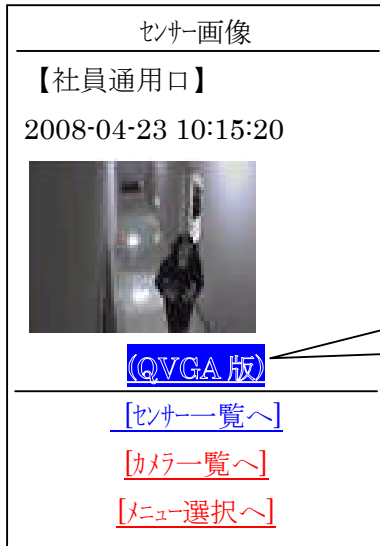 ｾﾝｻｰ画像
【社員通用口】
2008-04-23 10:15:20
(QVGA 版)
[ｾﾝｻｰ一覧へ]
[ｶﾒﾗ一覧へ]
[ﾒﾆｭｰ選択へ]